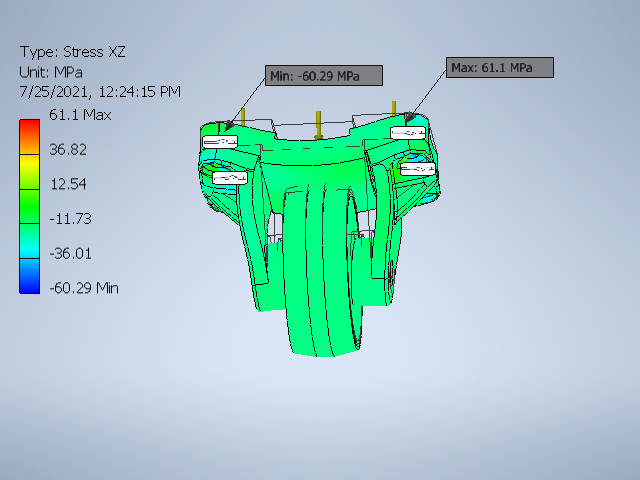 Type: Stress XZ
Unit: MPa
7/25/2021, 12:24:15 PM
61.1 Max
36.82
12.54
-11.73
-36.01
-60.29 Min
Min: -60.29 MPa
Max: 61.1 MPa